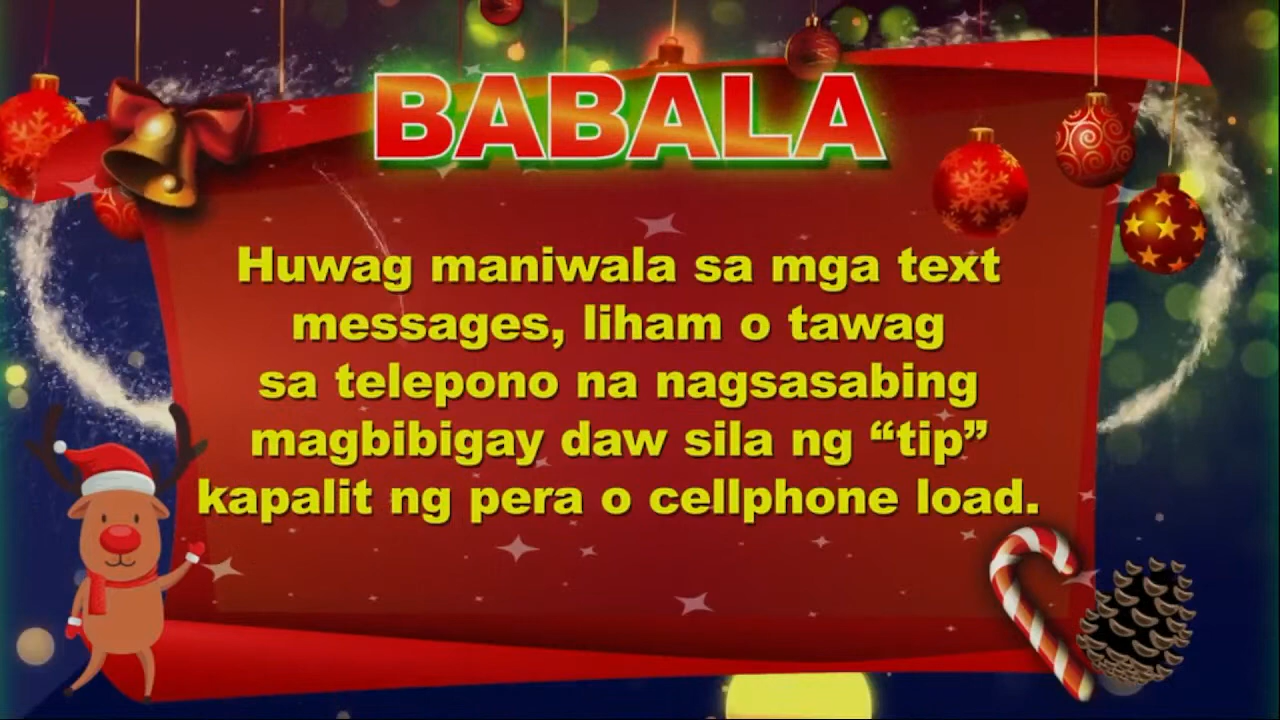 BABALA
Huwag maniwala sa mga text
messages, liham o tawag
sa telepono na nagsasabing
magbibigay daw sila ng “tip”
kapalit ng pera o cellphone load.